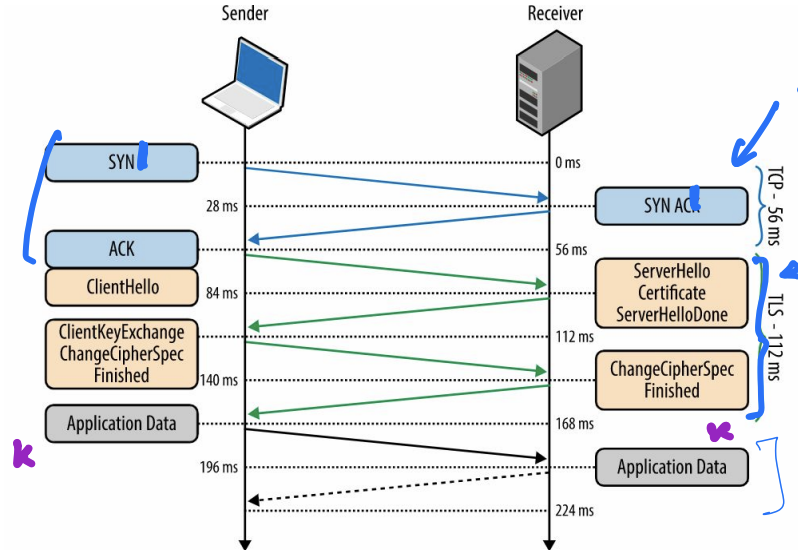 Sender
Receiver
SYN
0 ms
28 ms
SYN ACK
TCP - 56 ms
ACK
56 ms
ClientHello
84 ms
ServerHello
Certificate
ServerHelloDone
TLS - 112 ms
ClientKeyExchange
ChangeCipherSpec
Finished
112 ms
140 ms
ChangeCipherSpec
Finished
Application Data
168 ms
K
K
196 ms
Application Data
224 ms